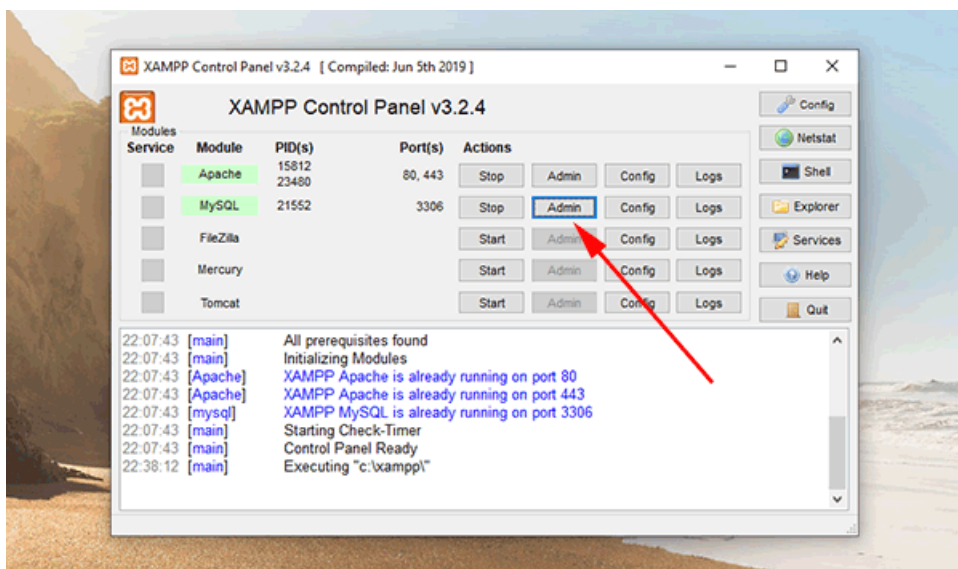 XAMPP Control Panel v3.2.4 [ Compiled: Jun 5th 2019 ]
XAMPP Control Panel v3.2.4
Config
Modules
Netstat
Service Module PID(s) Port(s) Actions
Apache 15812 23480 80, 443 Stop Admin Config Logs Shell
MySQL 21552 3306 Stop Admin Config Logs Explorer
FileZilla Start Admin Config Logs Services
Mercury Start Admin Config Logs Help
Tomcat Start Admin Config Logs Quit
22:07:43 [main] All prerequisites found
22:07:43 [main] Initializing Modules
22:07:43 [Apache] XAMPP Apache is already running on port 80
22:07:43 [Apache] XAMPP Apache is already running on port 443
22:07:43 [mysql] XAMPP MySQL is already running on port 3306
22:07:43 [main] Starting Check-Timer
22:07:43 [main] Control Panel Ready
22:38:12 [main] Executing "c:\xampp\"